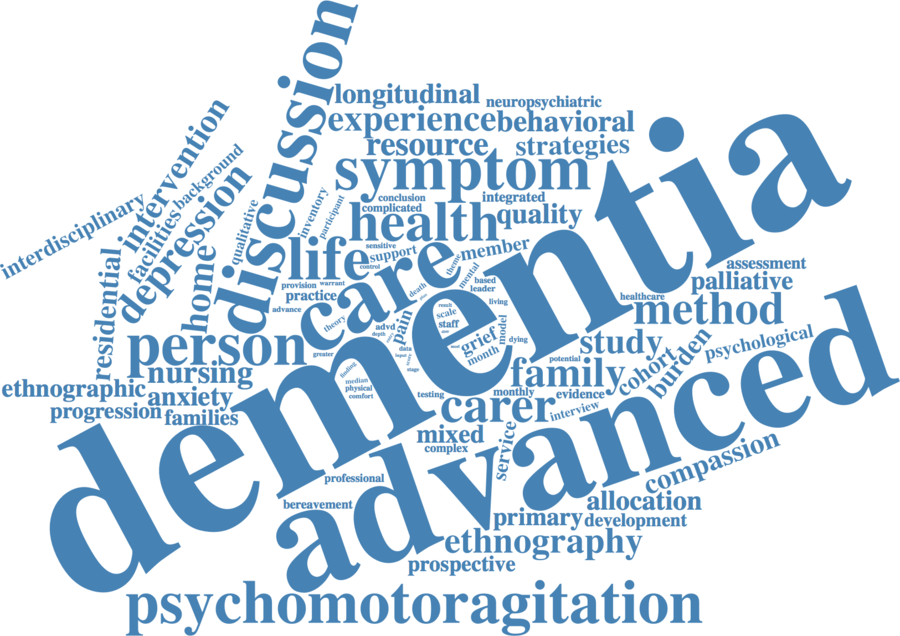 discussion
longitudinal
neuropsychiatric
experience
behavioral
resource
strategies
symptom
intervention
background
facilities
interdisciplinary
depression
qualitative
inventory
participant
conclusion
complicated
integrated
health
quality
life
sensitive
support
control
member
theme
mental
care
home
residential
provision
warrant
practice
advance
theory
death
based
leader
living
dementia
assessment
palliative
healthcare
method
person
greater
advd
depth
data
pain
result
scale
staff
grief
month
model
dying
study
cohort
burden
psychological
nursing
ethnographic
anxiety
progression
families
finding
median
physical
comfort
stage
testing
potential
family
monthly
evidence
interview
carer
mixed
complex
service
advanced
compassion
professional
bereavement
allocation
primary
development
ethnography
prospective
psychomotoragitation